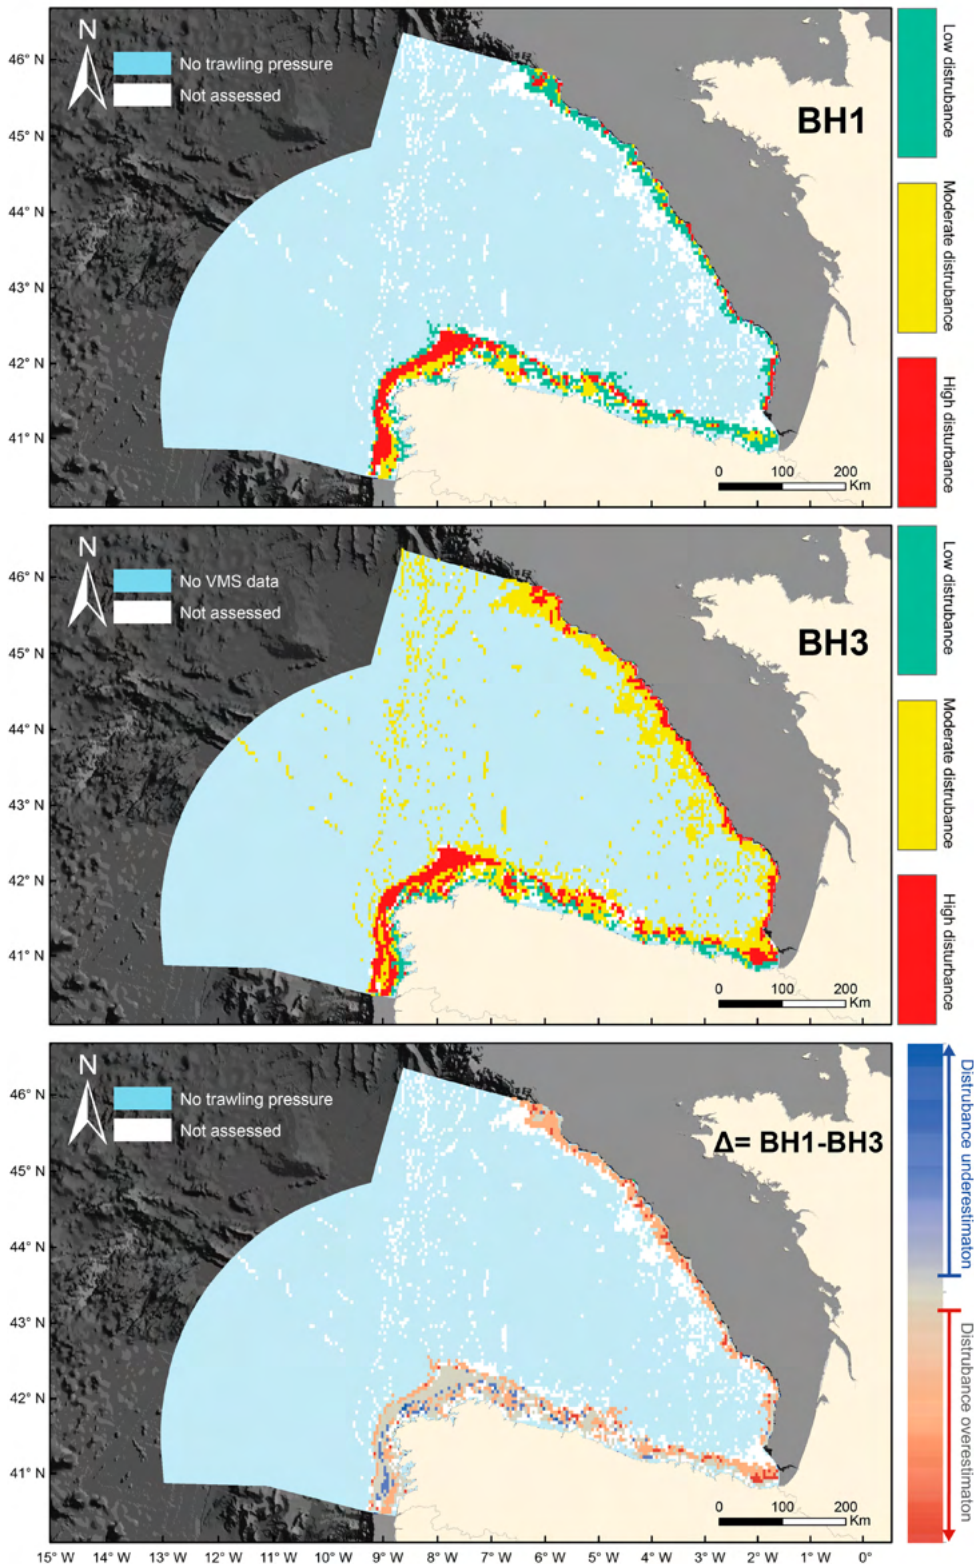 N
No trawling pressure
Not assessed
BH1
46° N
45° N
44° N
43° N
42° N
41° N
0 100 200
Km
Low distrubance
Moderate distrubance
High disturbance
N
No VMS data
Not assessed
BH3
46° N
45° N
44° N
43° N
42° N
41° N
0 100 200
Km
Low distrubance
Moderate distrubance
High disturbance
N
No trawling pressure
Not assessed
Δ= BH1-BH3
46° N
45° N
44° N
43° N
42° N
41° N
0 100 200
Km
Distrubance underestimaton
Distrubance overestimaton
15° W 14° W 13° W 12° W 11° W 10° W 9° W 8° W 7° W 6° W 5° W 4° W 3° W 2° W 1° W 0°